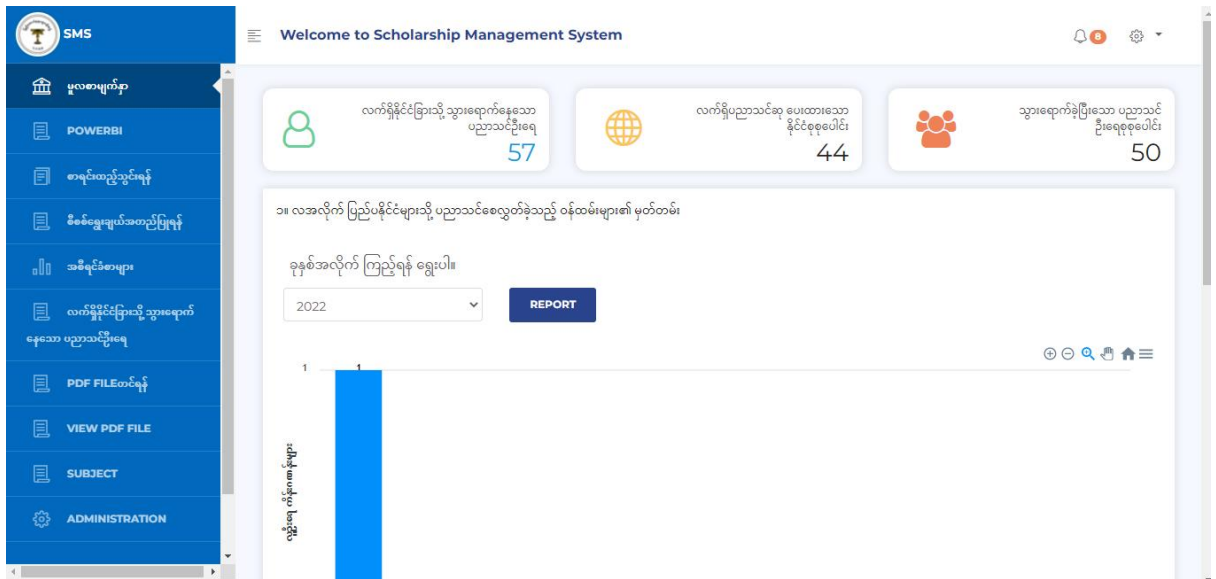 SMS
Welcome to Scholarship Management System
8
မူလစာမျက်နှာ
POWERBI
စာရင်းထည့်သွင်းရန်
စီစစ်ရွေးချယ်အတည်ပြုရန်
အစီရင်ခံစာများ
လက်ရှိနိုင်ငံခြားသို့ သွားရောက်
နေသော ပညာသင်ဦးရေ
PDF FILEတင်ရန်
VIEW PDF FILE
SUBJECT
ADMINISTRATION
လက်ရှိနိုင်ငံခြားသို့ သွားရောက်နေသော
ပညာသင်ဦးရေ
57
လက်ရှိပညာသင်ဆု ပေးထားသော
နိုင်ငံစုစုပေါင်း
44
သွားရောက်ခဲ့ပြီးသော ပညာသင်
ဦးရေစုစုပေါင်း
50
၁။ လအလိုက် ပြည်ပနိုင်ငံများသို့ ပညာသင်စေလွှတ်ခဲ့သည့် ဝန်ထမ်းများ၏ မှတ်တမ်း
ခုနှစ်အလိုက် ကြည့်ရန် ရွေးပါ။
2022
REPORT
1
1
လူဦးရေ ကိန်းဂဏန်းများ